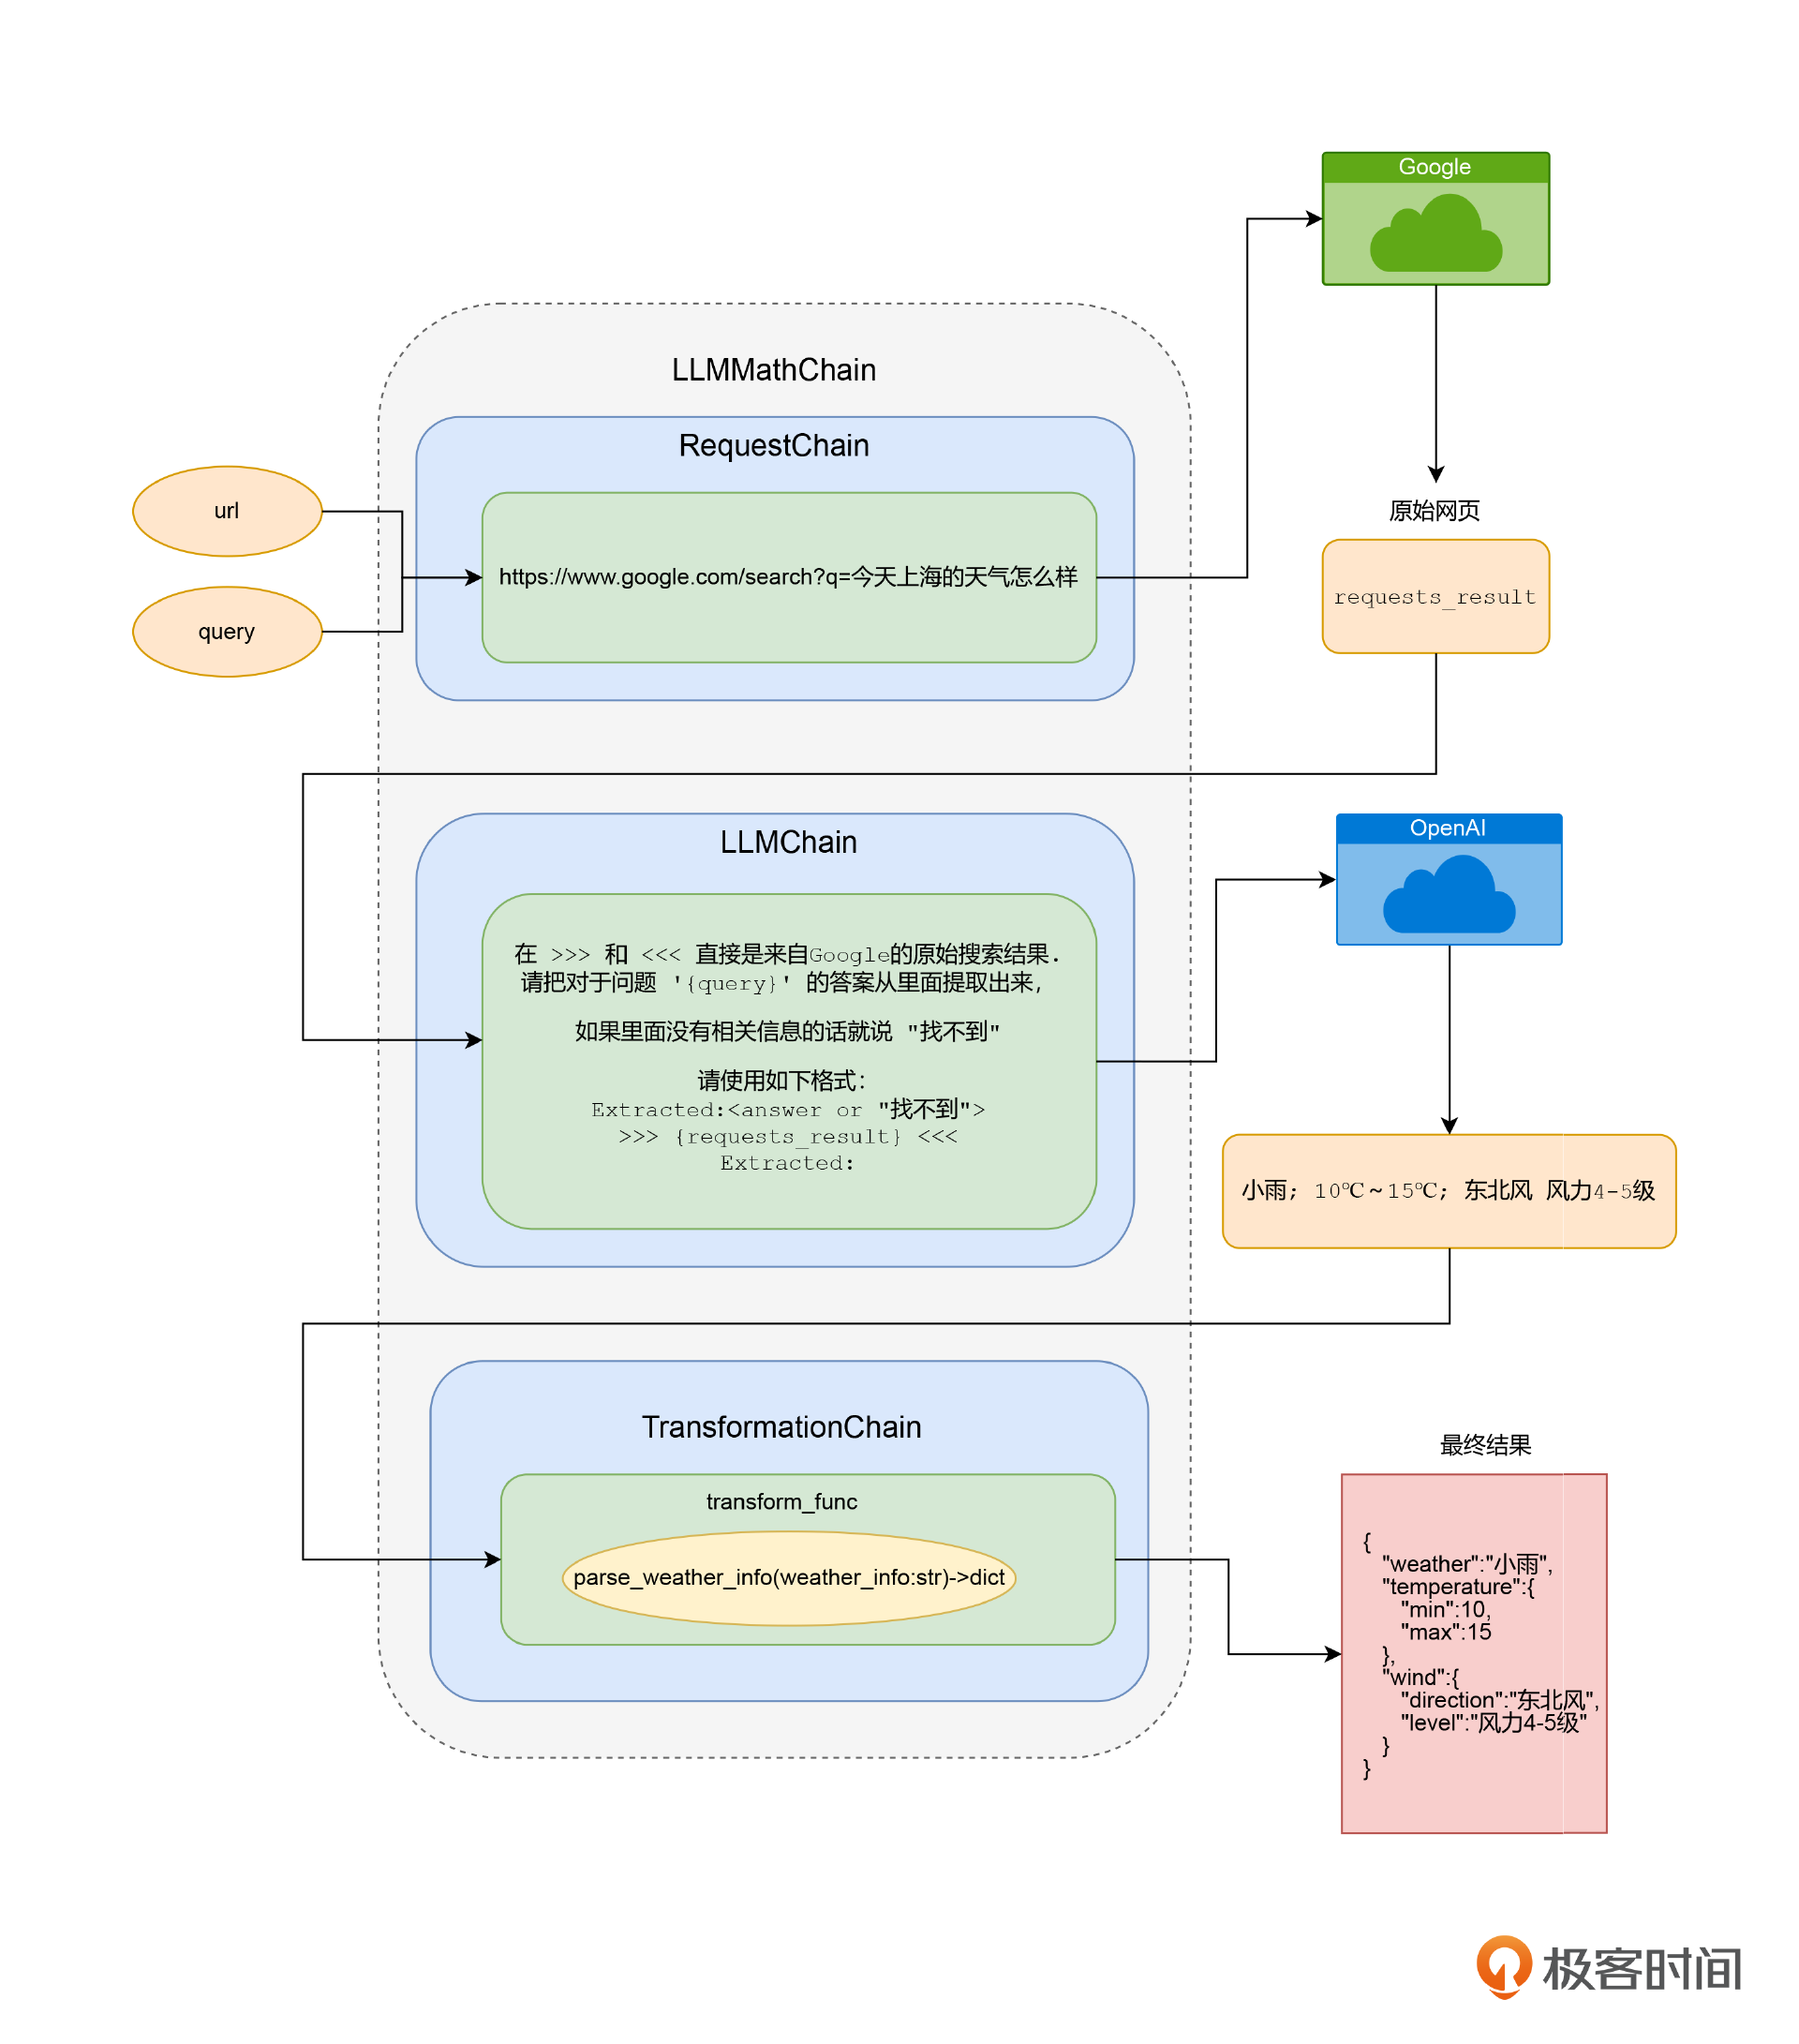 Google
LLMMathChain
RequestChain
url
query
https://www.google.com/search?q=今天上海的天气怎么样
原始网页
requests_result
LLMChain
在 >>> 和 <<< 直接是来自Google的原始搜索结果.
请把对于问题 '{query}' 的答案从里面提取出来,
如果里面没有相关信息的话就说 "找不到"
请使用如下格式:
Extracted:<answer or "找不到">
>>> {requests_result} <<<
Extracted:
OpenAI
小雨; 10℃~15℃; 东北风 风力4-5级
TransformationChain
transform_func
parse_weather_info(weather_info:str)->dict
最终结果
{
"weather":"小雨",
"temperature":{
"min":10,
"max":15
},
"wind":{
"direction":"东北风",
"level":"风力4-5级"
}
}
极客时间